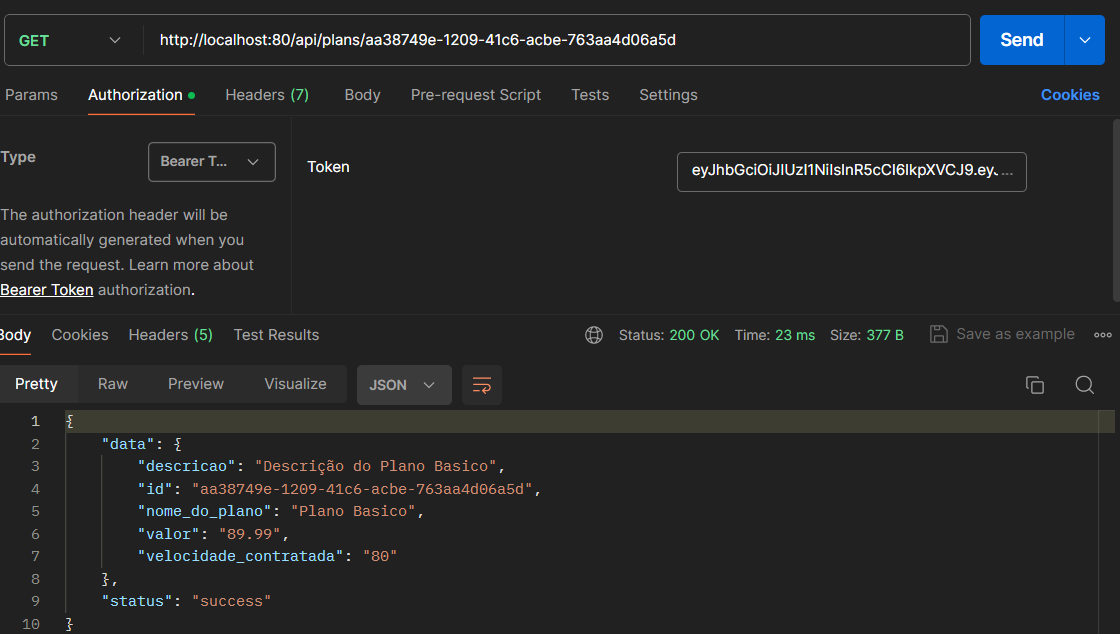 GET http://localhost:80/api/plans/aa38749e-1209-41c6-acbe-763aa4d06a5d Send
Params Authorization Headers (7) Body Pre-request Script Tests Settings Cookies
Type Bearer T... Token eyJhbGciOiJIUzI1NiIsInR5cCI6IkpXVCJ9.eyJ...
The authorization header will be
automatically generated when you
send the request. Learn more about
Bearer Token authorization.
Body Cookies Headers (5) Test Results Status: 200 OK Time: 23 ms Size: 377 B Save as example
Pretty Raw Preview Visualize JSON
1 {
2 "data": {
3 "descricao": "Descrição do Plano Basico",
4 "id": "aa38749e-1209-41c6-acbe-763aa4d06a5d",
5 "nome_do_plano": "Plano Basico",
6 "valor": "89.99",
7 "velocidade_contratada": "80"
8 },
9 "status": "success"
10 }